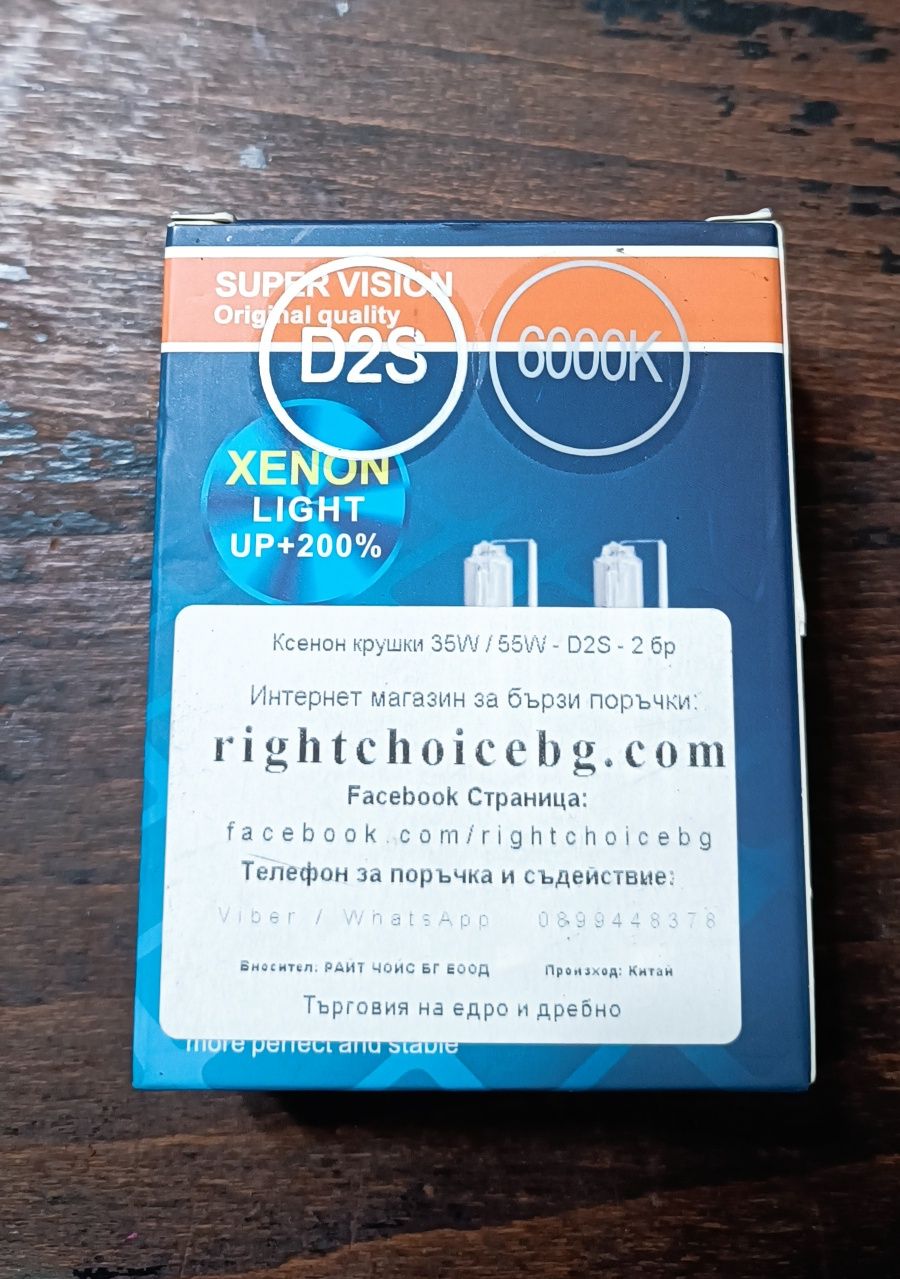 SUPER VISION
Original quality
D2S
6000K
XENON
LIGHT
UP+200%
Ксенон крушки 35W / 55W - D2S - 2 бр
Интернет магазин за бързи поръчки:
rightchoicebg.com
Facebook Страница:
facebook.com/rightchoicebg
Телефон за поръчка и съдействие:
Viber / WhatsApp 0899448378
Вносител: РАЙТ ЧОЙС БГ ЕООД Произход: Китай
Търговия на едро и дребно
more perfect and stable